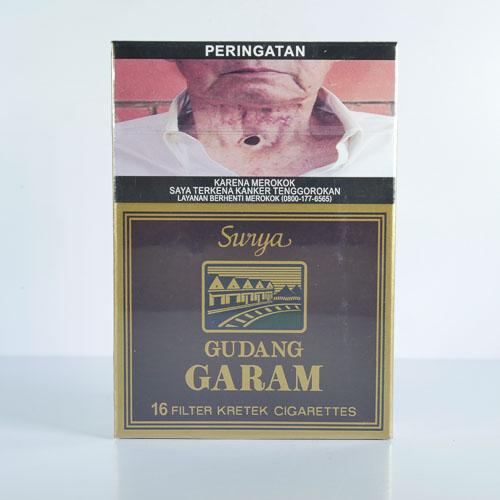 PERINGATAN
KARENA MEROKOK
SAYA TERKENA KANKER TENGGOROKAN
LAYANAN BERHENTI MEROKOK (0800-177-6565)
Surya
GUDANG
GARAM
16 FILTER KRETEK CIGARETTES